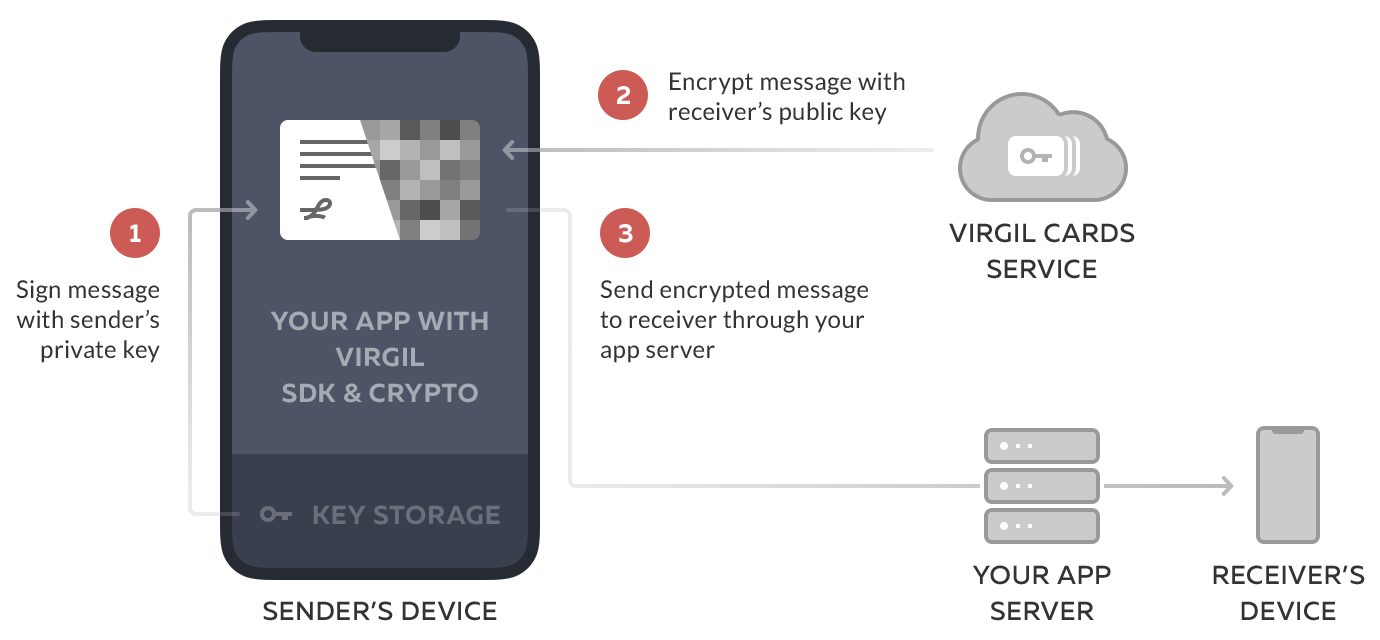 2
Encrypt message with
receiver’s public key
VIRGIL CARDS
SERVICE
1
Sign message
with sender’s
private key
YOUR APP WITH
VIRGIL
SDK & CRYPTO
3
Send encrypted message
to receiver through your
app server
KEY STORAGE
SENDER’S DEVICE
YOUR APP
SERVER
RECEIVER’S
DEVICE